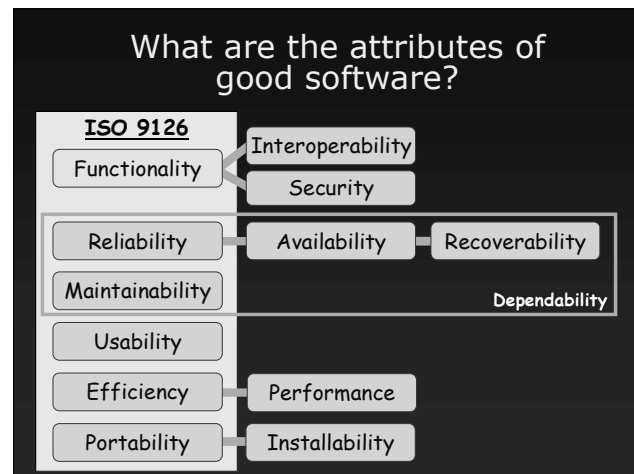 What are the attributes of
good software?
ISO 9126
Functionality
Interoperability
Security
Reliability
Availability
Recoverability
Maintainability
Dependability
Usability
Efficiency
Performance
Portability
Installability